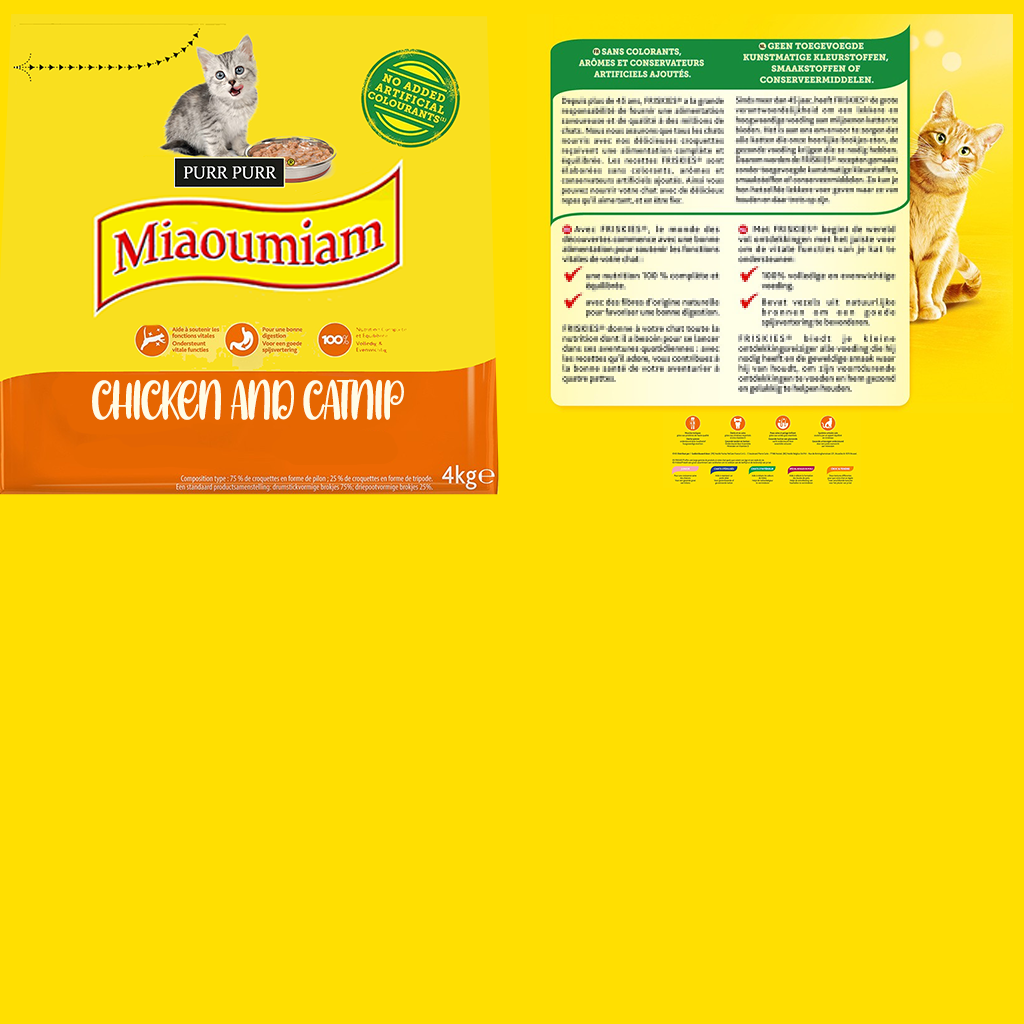 NO ADDED
ARTIFICIAL
COLOURANTS(1)
PURR PURR
Miaoumiam
Aide à soutenir les
fonctions vitales
Ondersteunt
vitale functies
Pour une bonne
digestion
Voor een goede
spijsvertering
100%
CHICKEN AND CATNIP
Composition type : 75 % de croquettes en forme de pilon ; 25 % de croquettes en forme de tripode.
Een standaard productsamenstelling: drumstickvormige brokjes 75%; driepootvormige brokjes 25%.
4kg℮
FR SANS COLORANTS,
ARÔMES ET CONSERVATEURS
ARTIFICIELS AJOUTÉS.
Depuis plus de 45 ans, FRISKIES® a la grande
responsabilité de fournir une alimentation
savoureuse et de qualité à des millions de
chats. Nous nous assurons que tous les chats
nourris avec nos délicieuses croquettes
reçoivent une alimentation complète et
équilibrée. Les recettes FRISKIES® sont
élaborées sans colorants, arômes et
conservateurs artificiels ajoutés. Ainsi vous
pouvez nourrir votre chat avec de délicieux
repas qu'il aime tant, et en être fier.
NL GEEN TOEGEVOEGDE
KUNSTMATIGE KLEURSTOFFEN,
SMAAKSTOFFEN OF
CONSERVEERMIDDELEN.
Sinds meer dan 45 jaar, heeft FRISKIES® de grote
verantwoordelijkheid om een lekkere en
hoogwaardige voeding aan miljoenen katten te
bieden. Het is aan ons om ervoor te zorgen dat
alle katten die onze heerlijke brokjes eten, de
gezonde voeding krijgen die ze nodig hebben.
Daarom worden de FRISKIES® recepten gemaakt
zonder toegevoegde kunstmatige kleurstoffen,
smaakstoffen of conserveermiddelen. Zo kun je
hen hetzelfde lekkere voer geven waar ze van
houden en daar trots op zijn.
Avec FRISKIES®, le monde des
découvertes commence avec une bonne
alimentation pour soutenir les fonctions
vitales de votre chat :
une nutrition 100 % complète et
équilibrée.
avec des fibres d'origine naturelle
pour favoriser une bonne digestion.
FRISKIES® donne à votre chat toute la
nutrition dont il a besoin pour se lancer
dans ses aventures quotidiennes : avec
les recettes qu'il adore, vous contribuez à
la bonne santé de votre aventurier à
quatre pattes.
Met FRISKIES® begint de wereld
vol ontdekkingen met het juiste voer
om de vitale functies van je kat te
ondersteunen:
100% volledige en evenwichtige
voeding.
Bevat vezels uit natuurlijke
bronnen om een goede
spijsvertering te bevorderen.
FRISKIES® biedt je kleine
ontdekkingsreiziger alle voeding die hij
nodig heeft en de geweldige smaak waar
hij van houdt, om zijn voortdurende
ontdekkingen te voeden en hem gezond
en gelukkig te helpen houden.